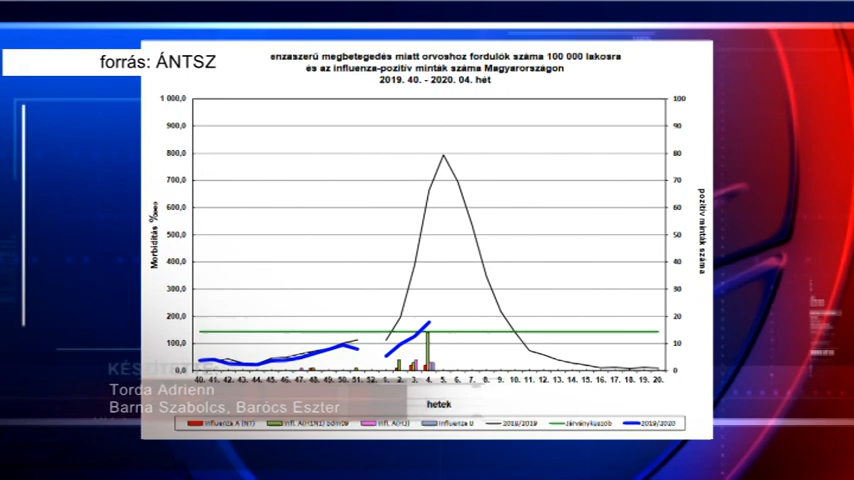 forrás: ÁNTSZ
enzaszerű megbetegedés miatt orvoshoz fordulók száma 100 000 lakosra
és az influenza-pozitív minták száma Magyarországon
2019. 40. - 2020. 04. hét
1 000,0
900,0
800,0
700,0
600,0
500,0
400,0
300,0
200,0
100,0
0,0
100
90
80
70
60
50
40
30
20
10
0
Morbiditás
pozitív minták száma
40. 41. 42. 43. 44. 45. 46. 47. 48. 49. 50. 51. 52. 1. 2. 3. 4. 5. 6. 7. 8. 9. 10. 11. 12. 13. 14. 15. 16. 17. 18. 19. 20.
hetek
Influenza A (NT) Infl. A(H1N1) pdm09 Infl. A(H3) Influenza B 2018/2019 Járványküszöb 2019/2020
Torda Adrienn
Barna Szabolcs, Barócs Eszter